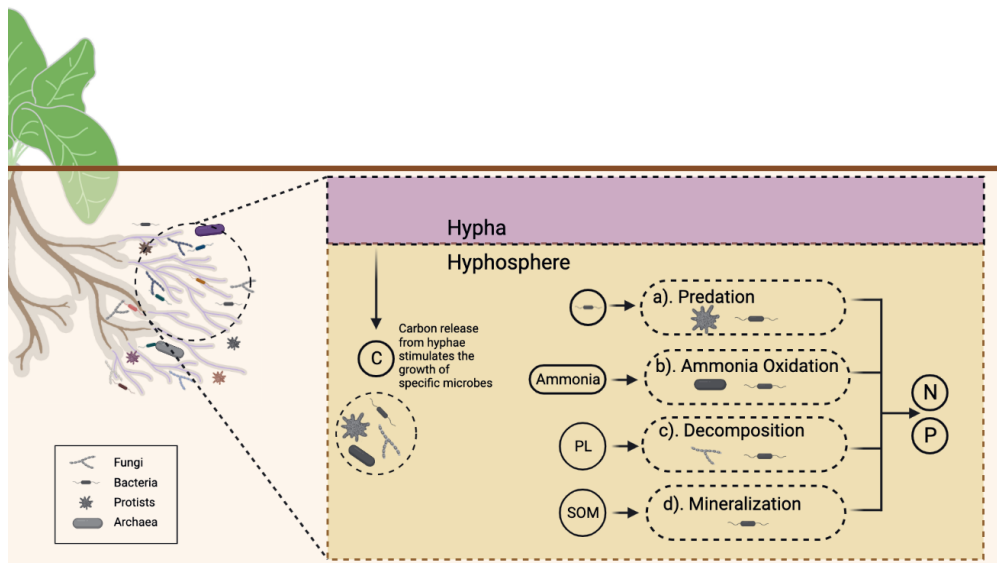 Hypha
Hyphosphere
Carbon release
from hyphae
stimulates the
growth of
specific microbes
C
a). Predation
Ammonia
b). Ammonia Oxidation
PL
c). Decomposition
SOM
d). Mineralization
N
P
Fungi
Bacteria
Protists
Archaea